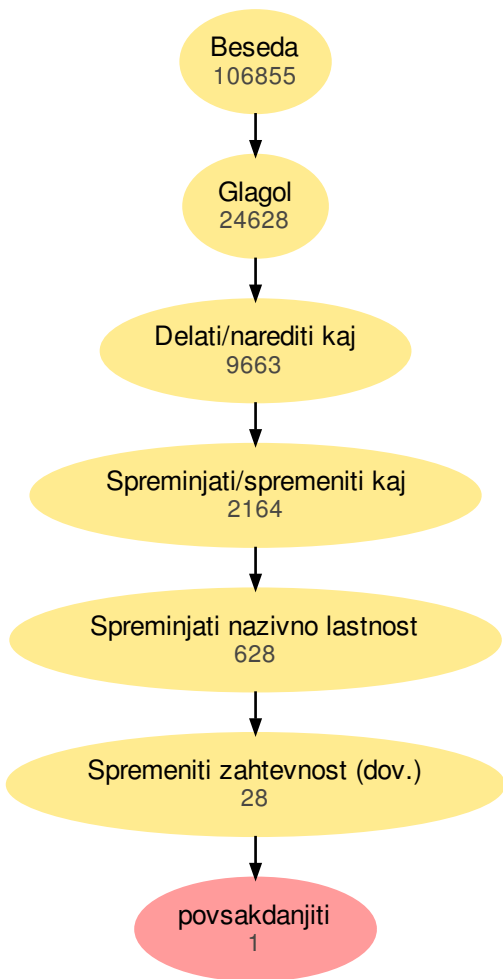 Beseda
106855
Glagol
24628
Delati/narediti kaj
9663
Spreminjati/spremeniti kaj
2164
Spreminjati nazivno lastnost
628
Spremeniti zahtevnost (dov.)
28
povsakdanjiti
1